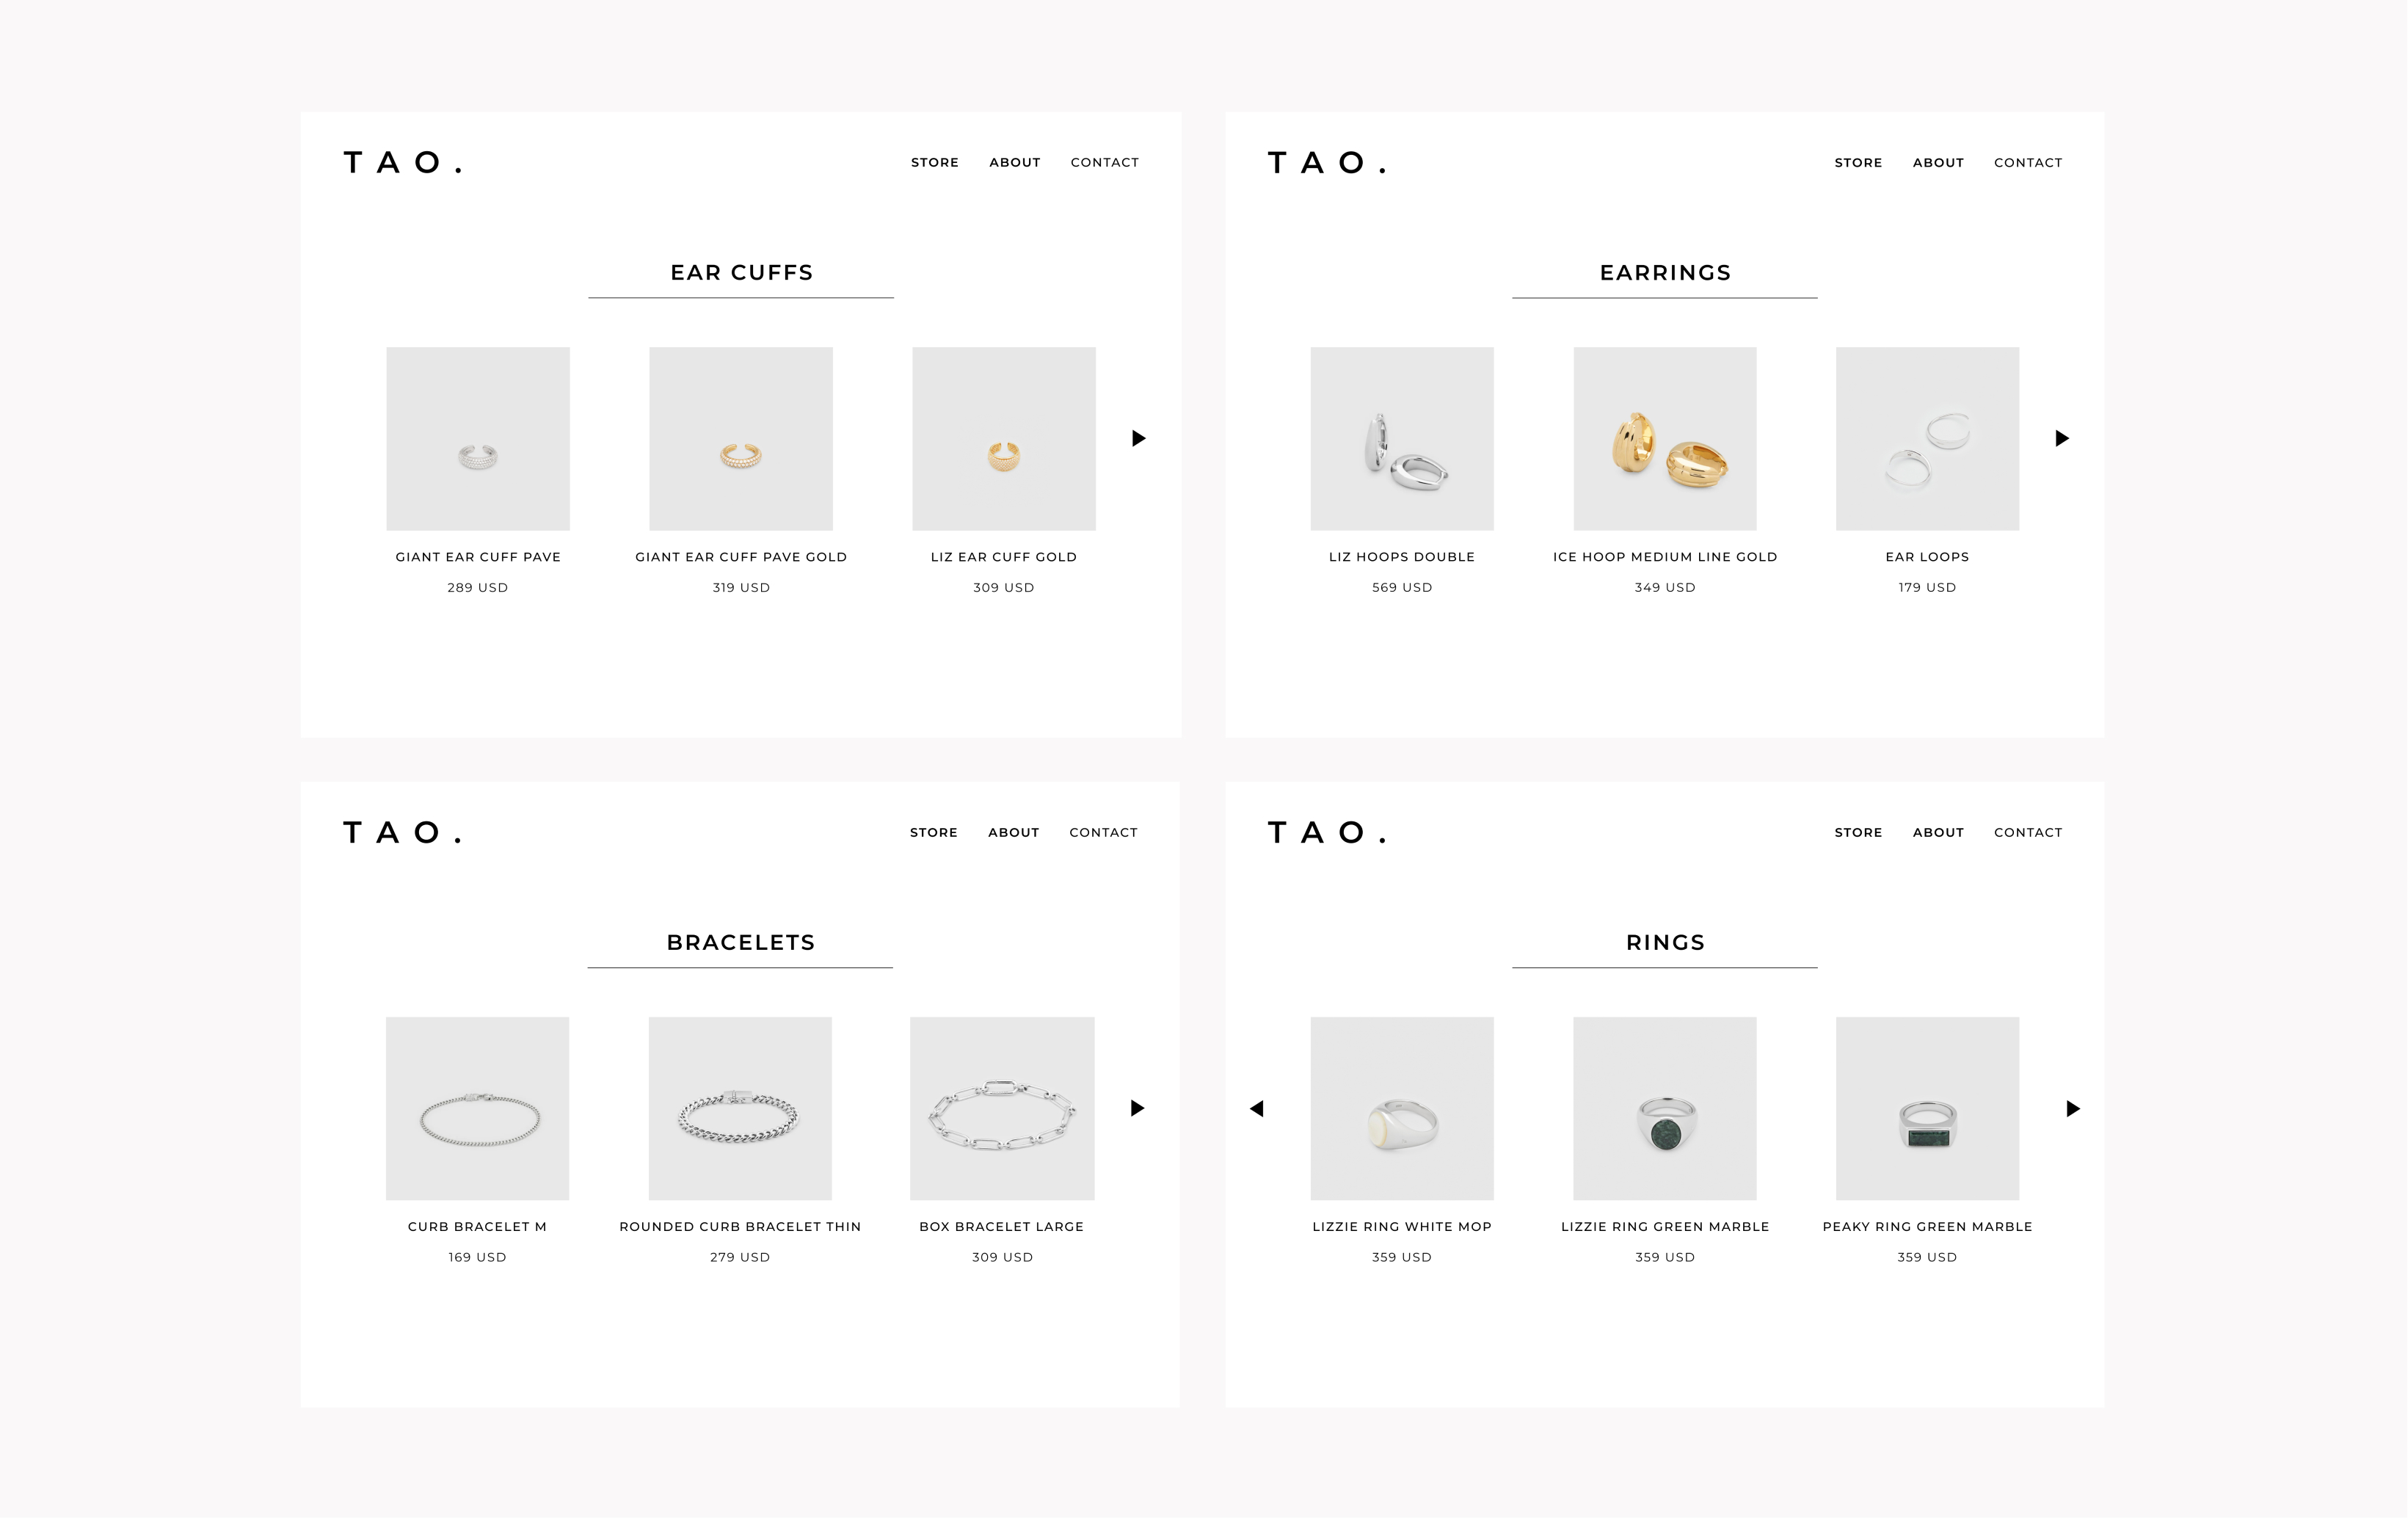 T A O .
STORE ABOUT CONTACT
EAR CUFFS
GIANT EAR CUFF PAVE
289 USD
GIANT EAR CUFF PAVE GOLD
319 USD
LIZ EAR CUFF GOLD
309 USD
T A O .
STORE ABOUT CONTACT
EARRINGS
LIZ HOOPS DOUBLE
569 USD
ICE HOOP MEDIUM LINE GOLD
349 USD
EAR LOOPS
179 USD
T A O .
STORE ABOUT CONTACT
BRACELETS
CURB BRACELET M
169 USD
ROUNDED CURB BRACELET THIN
279 USD
BOX BRACELET LARGE
309 USD
T A O .
STORE ABOUT CONTACT
RINGS
LIZZIE RING WHITE MOP
359 USD
LIZZIE RING GREEN MARBLE
359 USD
PEAKY RING GREEN MARBLE
359 USD